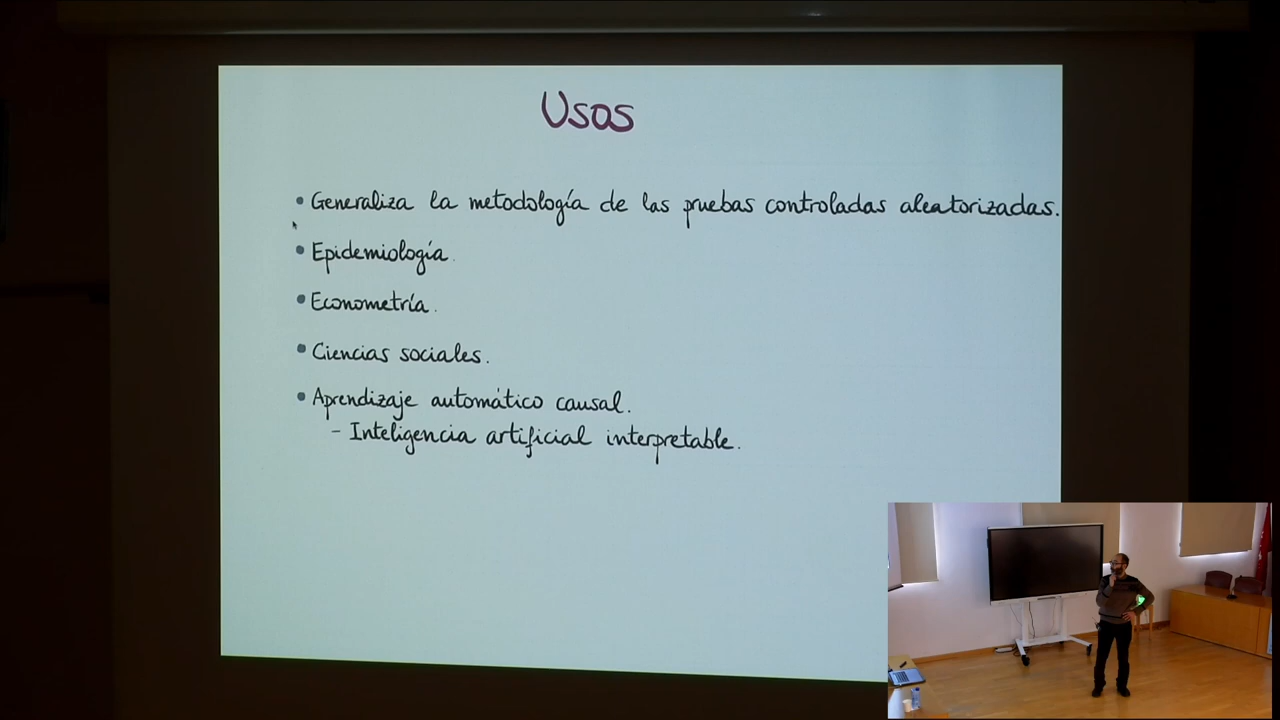 Usos
• Generaliza la metodología de las pruebas controladas aleatorizadas.
• Epidemiología.
• Econometría.
• Ciencias sociales.
• Aprendizaje automático causal.
– Inteligencia artificial interpretable.